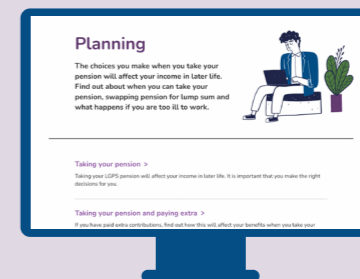 Planning
The choices you make when you take your
pension will affect your income in later life.
Find out about when you can take your
pension, swapping pension for lump sum and
what happens if you are too ill to work.
Taking your pension >
Taking your LGPS pension will affect your income in later life. It is important that you make the right
decisions for you.
Taking your pension and paying extra >
If you have paid extra contributions, find out how this will affect your benefits when you take your